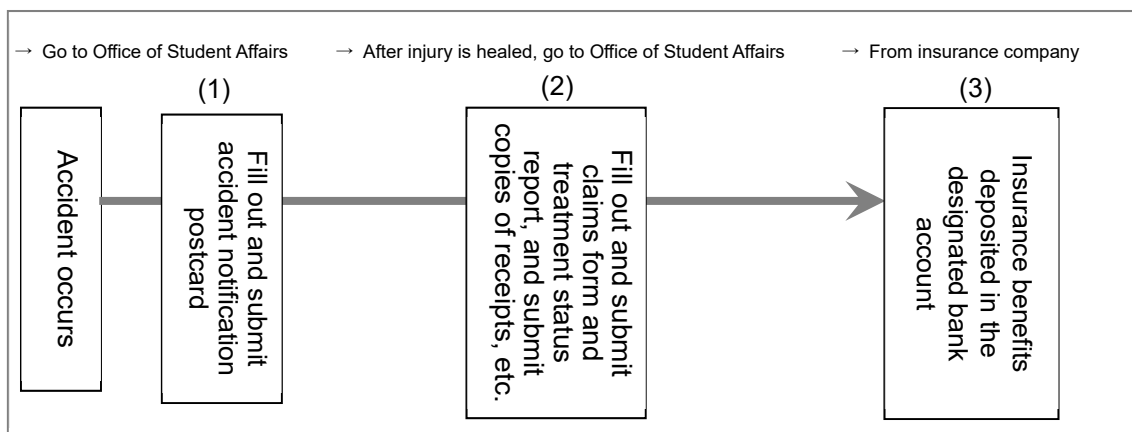 → Go to Office of Student Affairs
→ After injury is healed, go to Office of Student Affairs
→ From insurance company
(1)
(2)
(3)
Accident occurs
Fill out and submit
accident notification
postcard
Fill out and submit
claims form and
treatment status
report, and submit
copies of receipts, etc.
Insurance benefits
deposited in the
designated bank
account